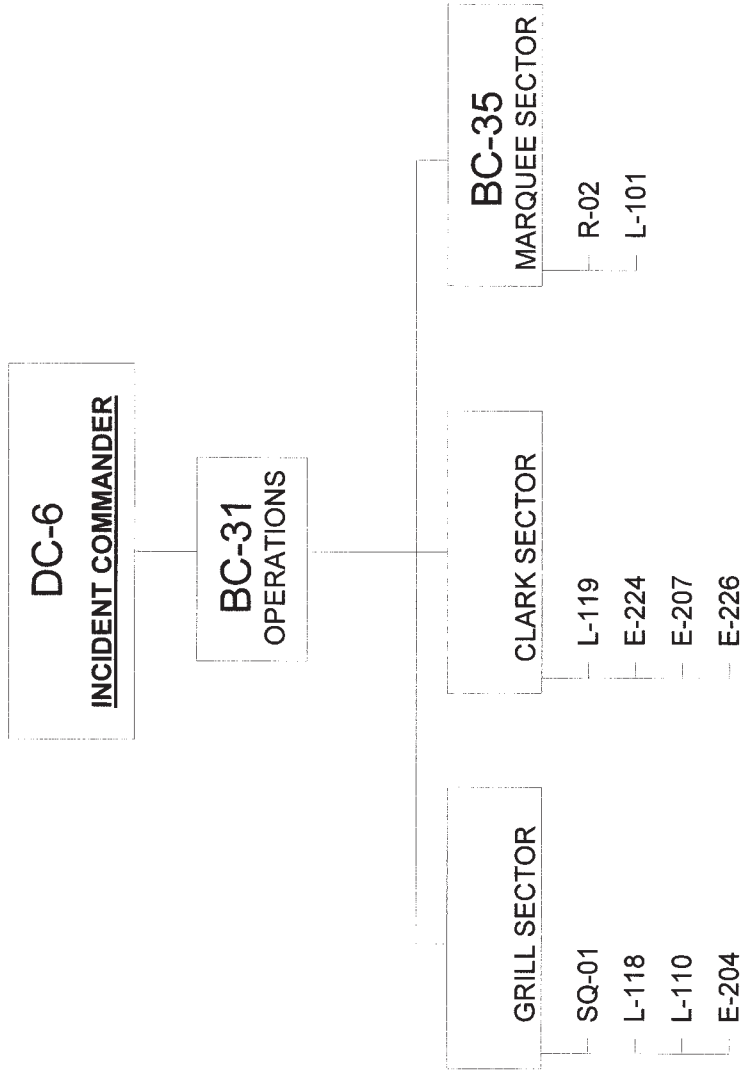 DC-6
INCIDENT COMMANDER
BC-31
OPERATIONS
GRILL SECTOR
SQ-01
L-118
L-110
E-204
CLARK SECTOR
L-119
E-224
E-207
E-226
BC-35
MARQUEE SECTOR
R-02
L-101